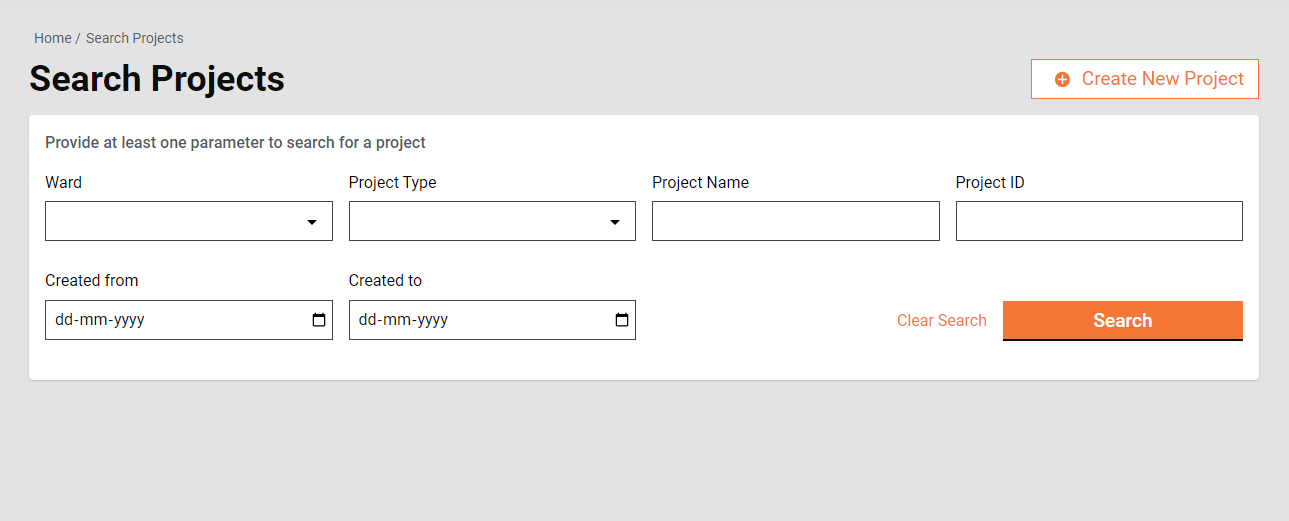 Home / Search Projects
Search Projects
Create New Project
Provide at least one parameter to search for a project
Ward Project Type Project Name Project ID
Created from Created to
dd-mm-yyyy dd-mm-yyyy Clear Search Search